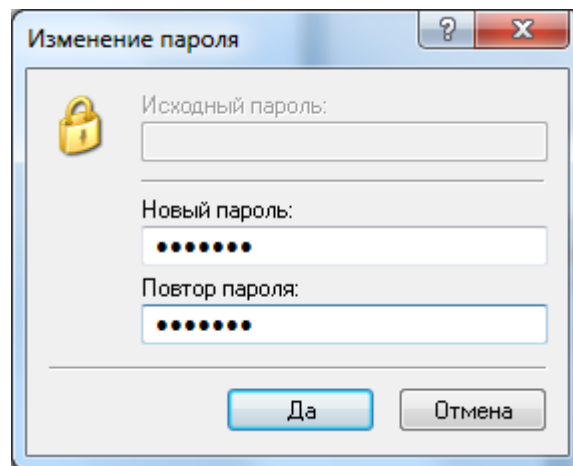 Изменение пароля
Исходный пароль:
Новый пароль:
•••••••
Повтор пароля:
•••••••
Да Отмена